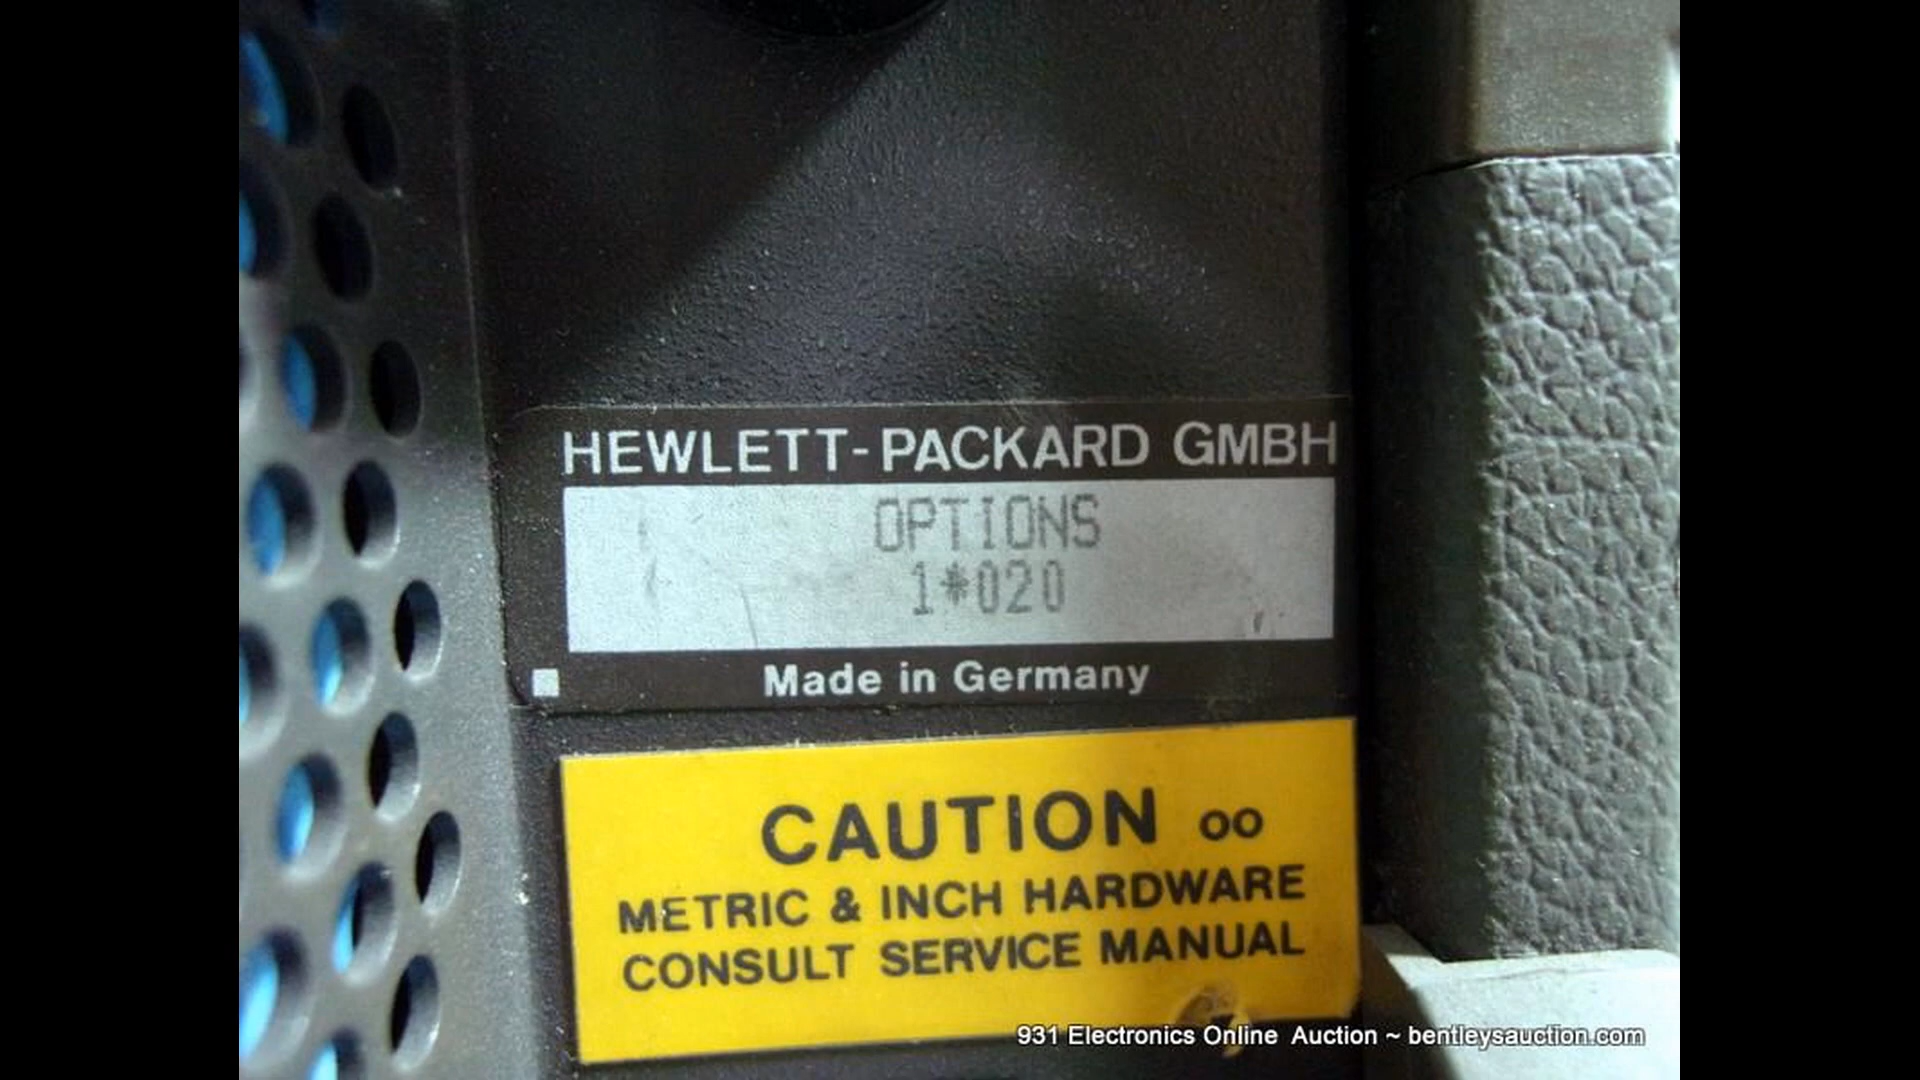 HEWLETT-PACKARD GMBH
OPTIONS
1*020
Made in Germany
CAUTION oo
METRIC & INCH HARDWARE
CONSULT SERVICE MANUAL
931 Electronics Online Auction ~ bentleysauction.com